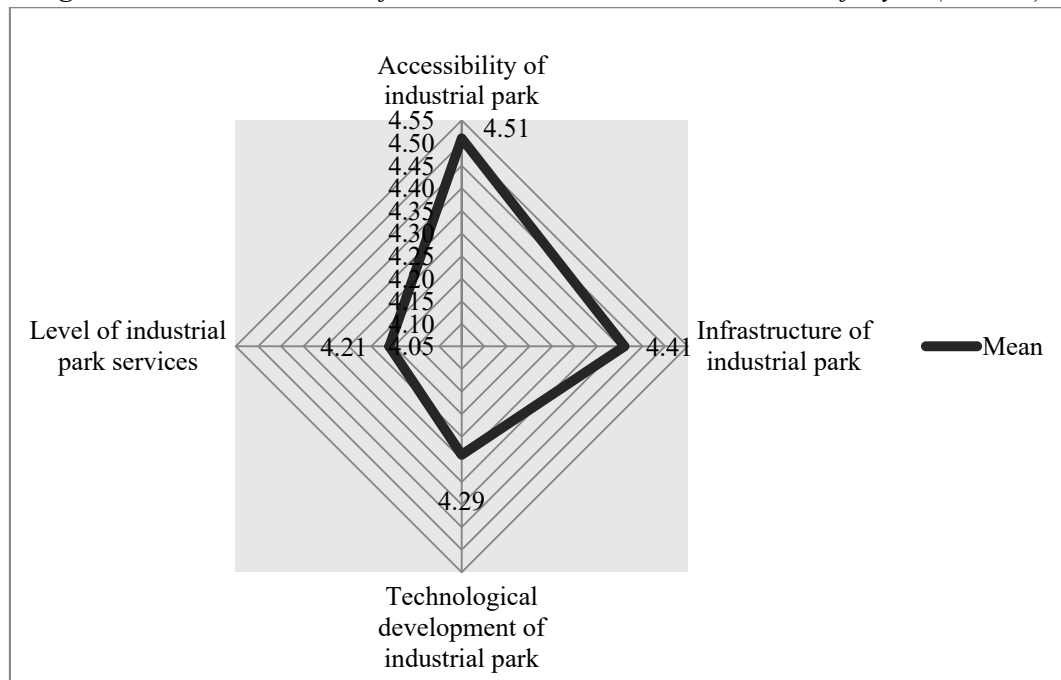 Accessibility of
industrial park
4.55
4.51
4.50
4.45
4.40
4.35
4.30
4.25
4.20
4.15
4.10
4.05
Level of industrial
park services
4.21
4.41
Infrastructure of
industrial park
Mean
4.29
Technological
development of
industrial park